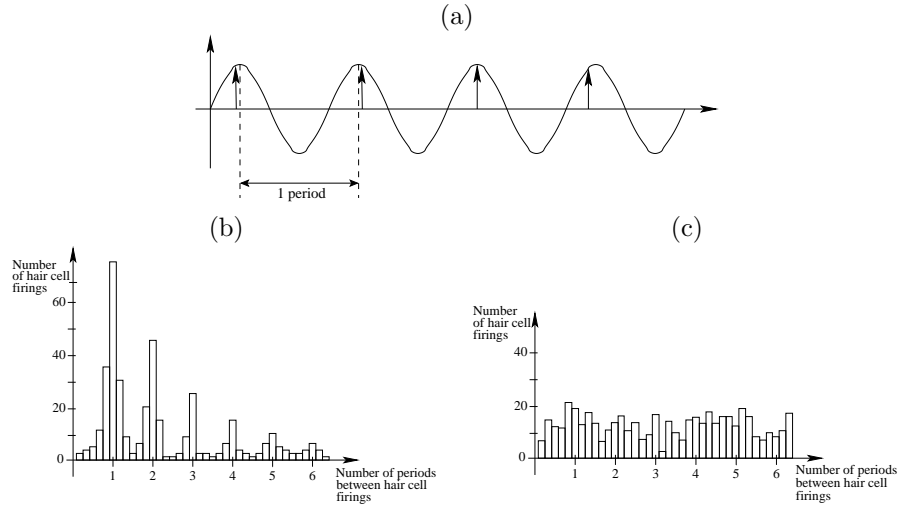 (a)
1 period
(b)
Number
of hair cell
firings
60
40
20
0
1 2 3 4 5 6
Number of periods
between hair cell
firings
(c)
Number
of hair cell
firings
40
20
0
1 2 3 4 5 6
Number of periods
between hair cell
firings